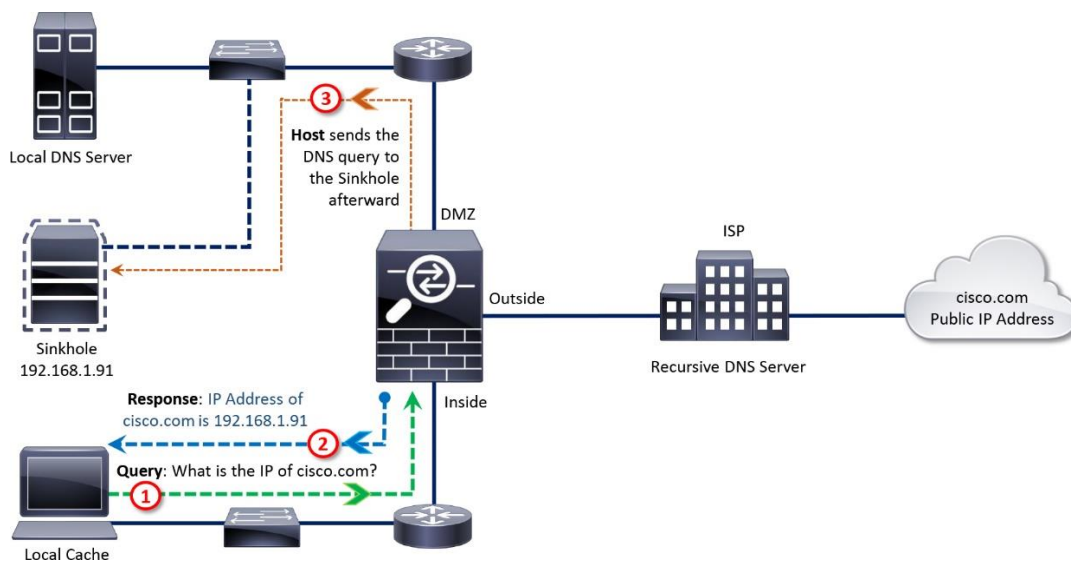 Local DNS Server
3
Host sends the
DNS query to
the Sinkhole
afterward
DMZ
ISP
Outside
cisco.com
Public IP Address
Recursive DNS Server
Sinkhole
192.168.1.91
Inside
Response: IP Address of
cisco.com is 192.168.1.91
2
Query: What is the IP of cisco.com?
1
Local Cache